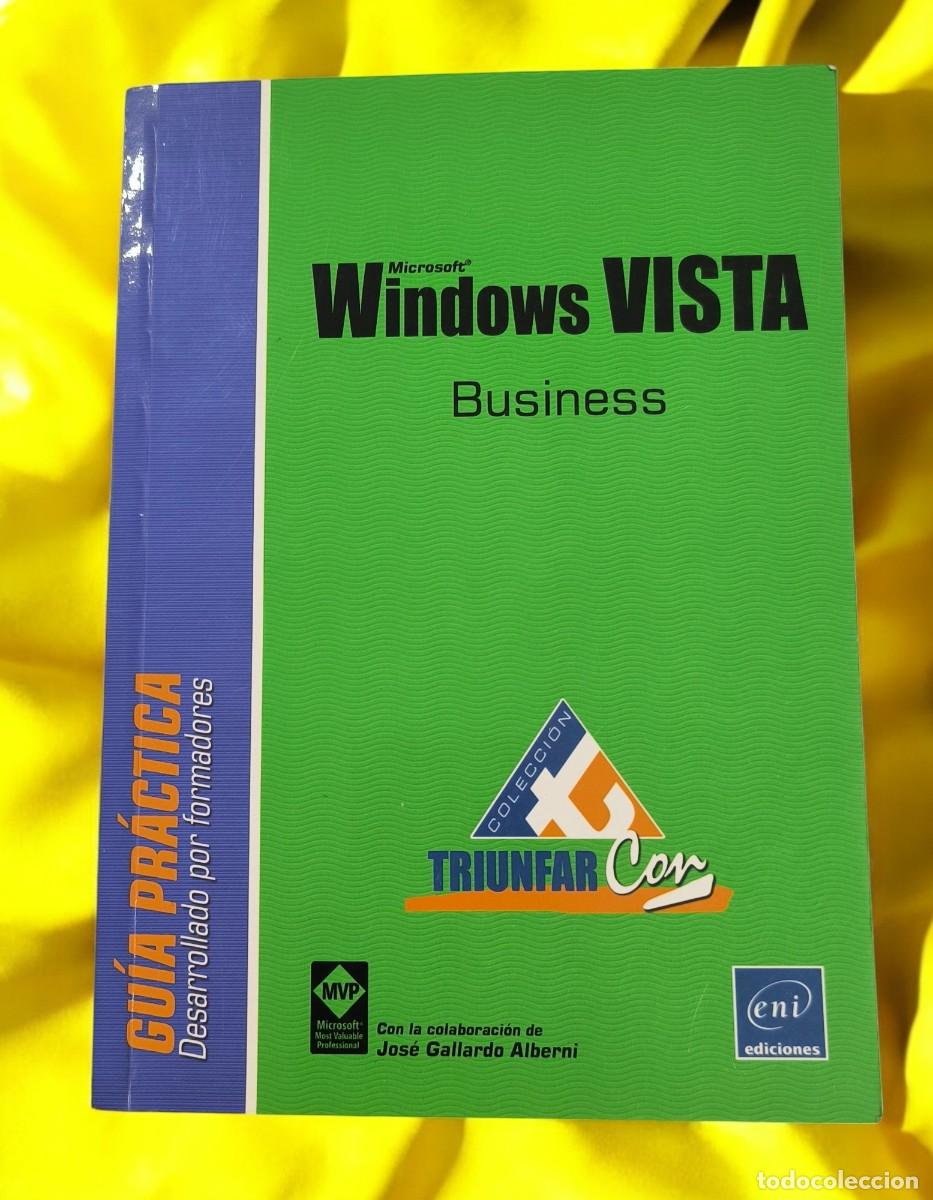 Microsoft®
Windows VISTA
Business
GUÍA PRÁCTICA
Desarrollado por formadores
COLECCIÓN
t
TRIUNFAR Con
MVP
Microsoft®
Most Valuable
Professional
Con la colaboración de
José Gallardo Alberni
eni
ediciones
todocoleccion